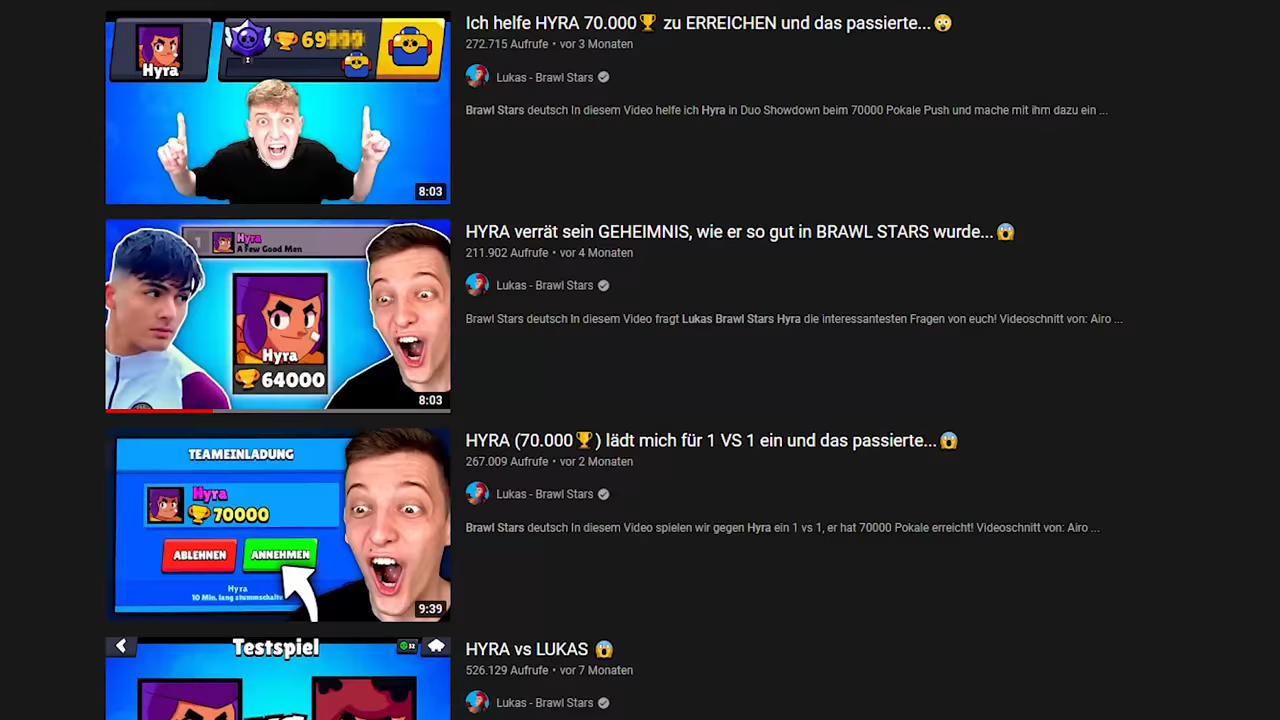 Hyra
69
8:03
Ich helfe HYRA 70.000🏆 zu ERREICHEN und das passierte...😳
272.715 Aufrufe • vor 3 Monaten
Lukas - Brawl Stars
Brawl Stars deutsch In diesem Video helfe ich Hyra in Duo Showdown beim 70000 Pokale Push und mache mit ihm dazu ein ...
1
Hyra
A Few Good Men
Hyra
64000
8:03
HYRA verrät sein GEHEIMNIS, wie er so gut in BRAWL STARS wurde...😱
211.902 Aufrufe • vor 4 Monaten
Lukas - Brawl Stars
Brawl Stars deutsch In diesem Video fragt Lukas Brawl Stars Hyra die interessantesten Fragen von euch! Videoschnitt von: Airo ...
TEAMEINLADUNG
Hyra
70000
ABLEHNEN
ANNEHMEN
Hyra
10 Min. lang stummschalte
9:39
HYRA (70.000🏆) lädt mich für 1 VS 1 ein und das passierte...😱
267.009 Aufrufe • vor 2 Monaten
Lukas - Brawl Stars
Brawl Stars deutsch In diesem Video spielen wir gegen Hyra ein 1 vs 1, er hat 70000 Pokale erreicht! Videoschnitt von: Airo ...
Testspiel
HYRA vs LUKAS 😱
526.129 Aufrufe • vor 7 Monaten
Lukas - Brawl Stars